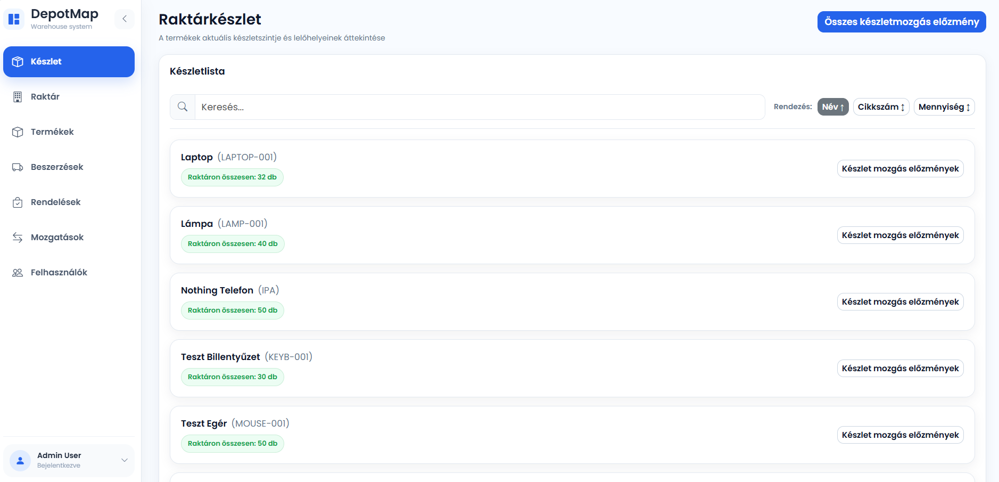 DepotMap
Warehouse system
Készlet
Raktár
Termékek
Beszerzések
Rendelések
Mozgatások
Felhasználók
Admin User
Bejelentkezve
Raktárkészlet
A termékek aktuális készletszintje és lelőhelyeinek áttekintése
Összes készletmozgás előzmény
Készletlista
Keresés...
Rendezés: Név ↑ Cikkszám ↕ Mennyiség ↕
Laptop (LAPTOP-001)
Raktáron összesen: 32 db
Készlet mozgás előzmények
Lámpa (LAMP-001)
Raktáron összesen: 40 db
Készlet mozgás előzmények
Nothing Telefon (IPA)
Raktáron összesen: 50 db
Készlet mozgás előzmények
Teszt Billentyűzet (KEYB-001)
Raktáron összesen: 30 db
Készlet mozgás előzmények
Teszt Egér (MOUSE-001)
Raktáron összesen: 50 db
Készlet mozgás előzmények